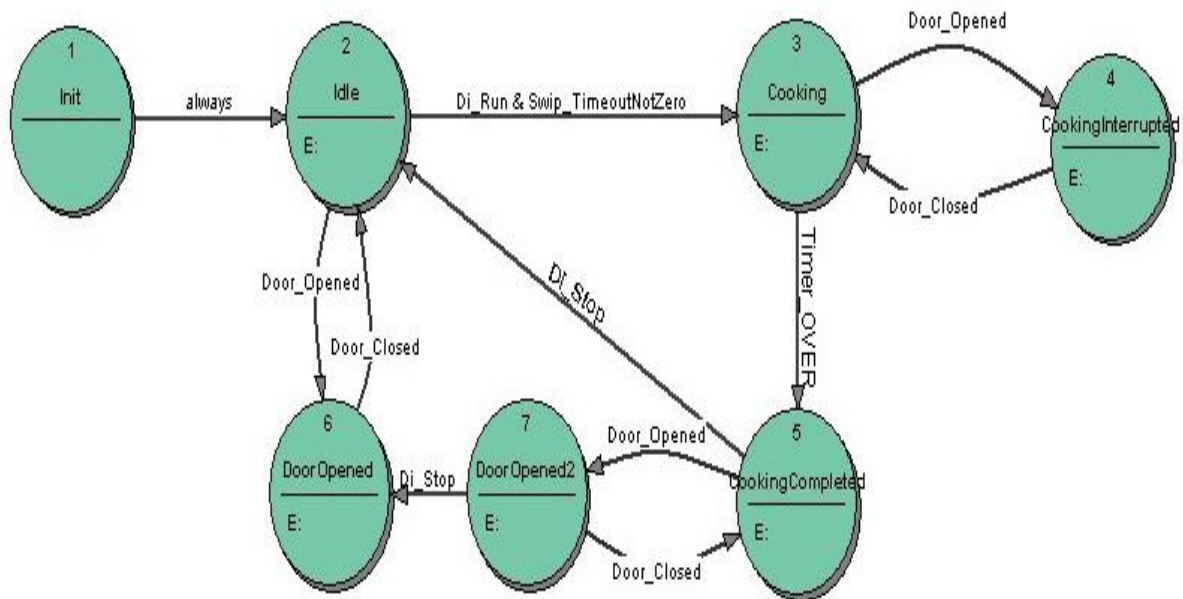 1
Init
always
2
Idle
E:
Di_Run & Swip_TimeoutNotZero
3
Cooking
E:
Door_Opened
4
CookingInterrupted
E:
Door_Closed
Door_Opened
Door_Closed
Di_Stop
Timer_OVER
6
DoorOpened
E:
Di_Stop
7
DoorOpened2
E:
Door_Opened
Door_Closed
5
CookingCompleted
E: